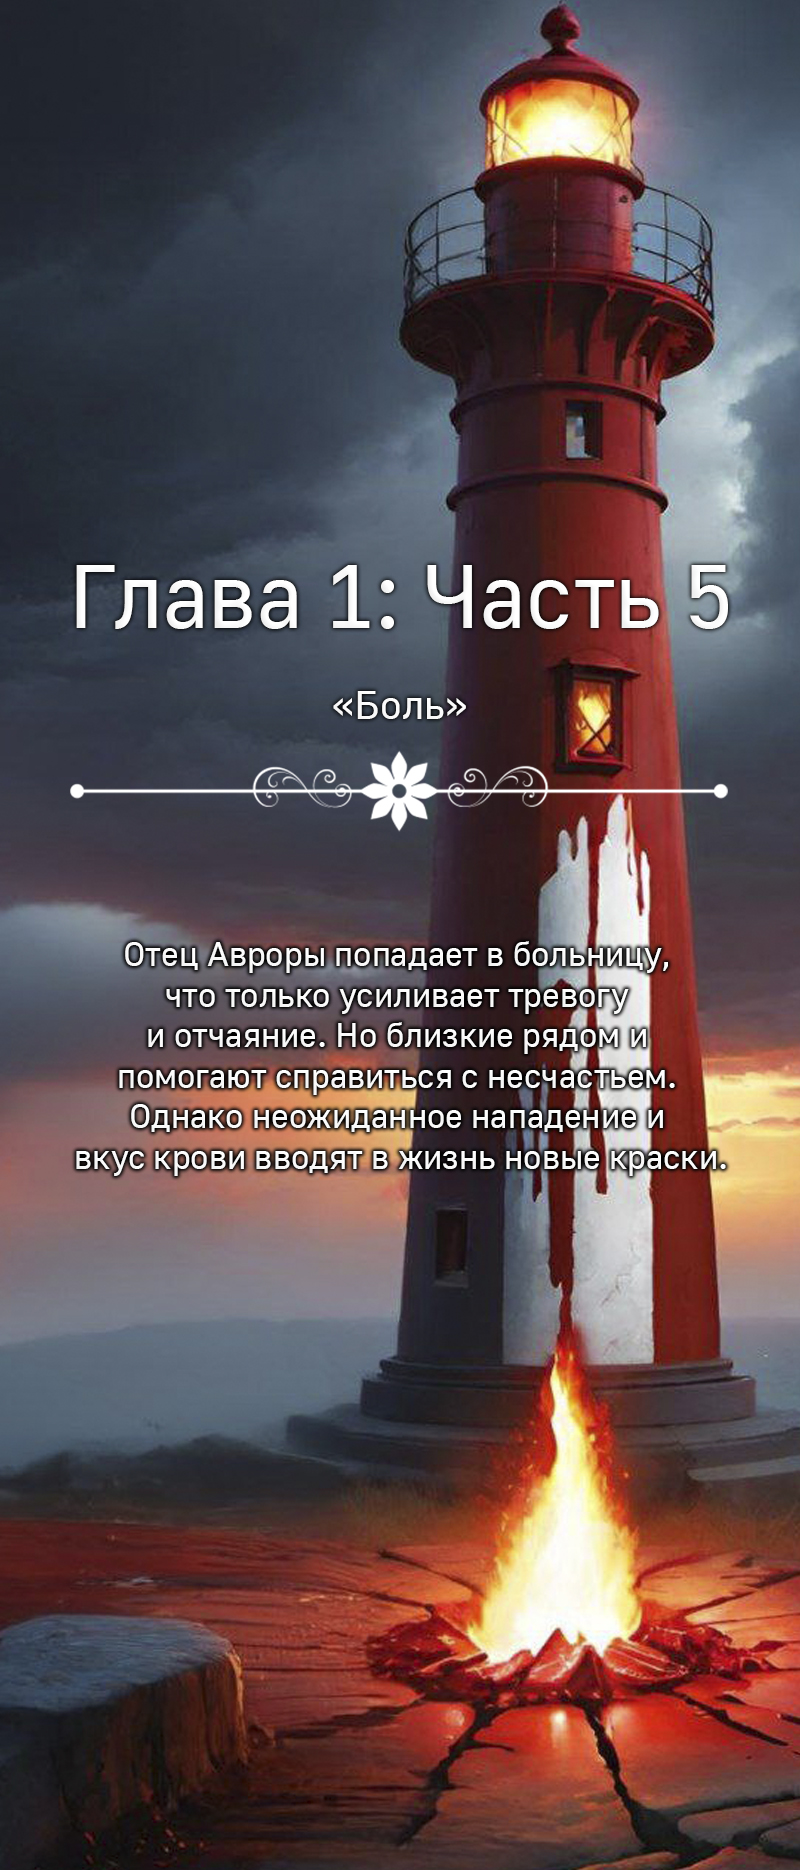 Глава 1: Часть 5
«Боль»
Отец Авроры попадает в больницу,
что только усиливает тревогу
и отчаяние. Но близкие рядом и
помогают справиться с несчастьем.
Однако неожиданное нападение и
вкус крови вводят в жизнь новые краски.